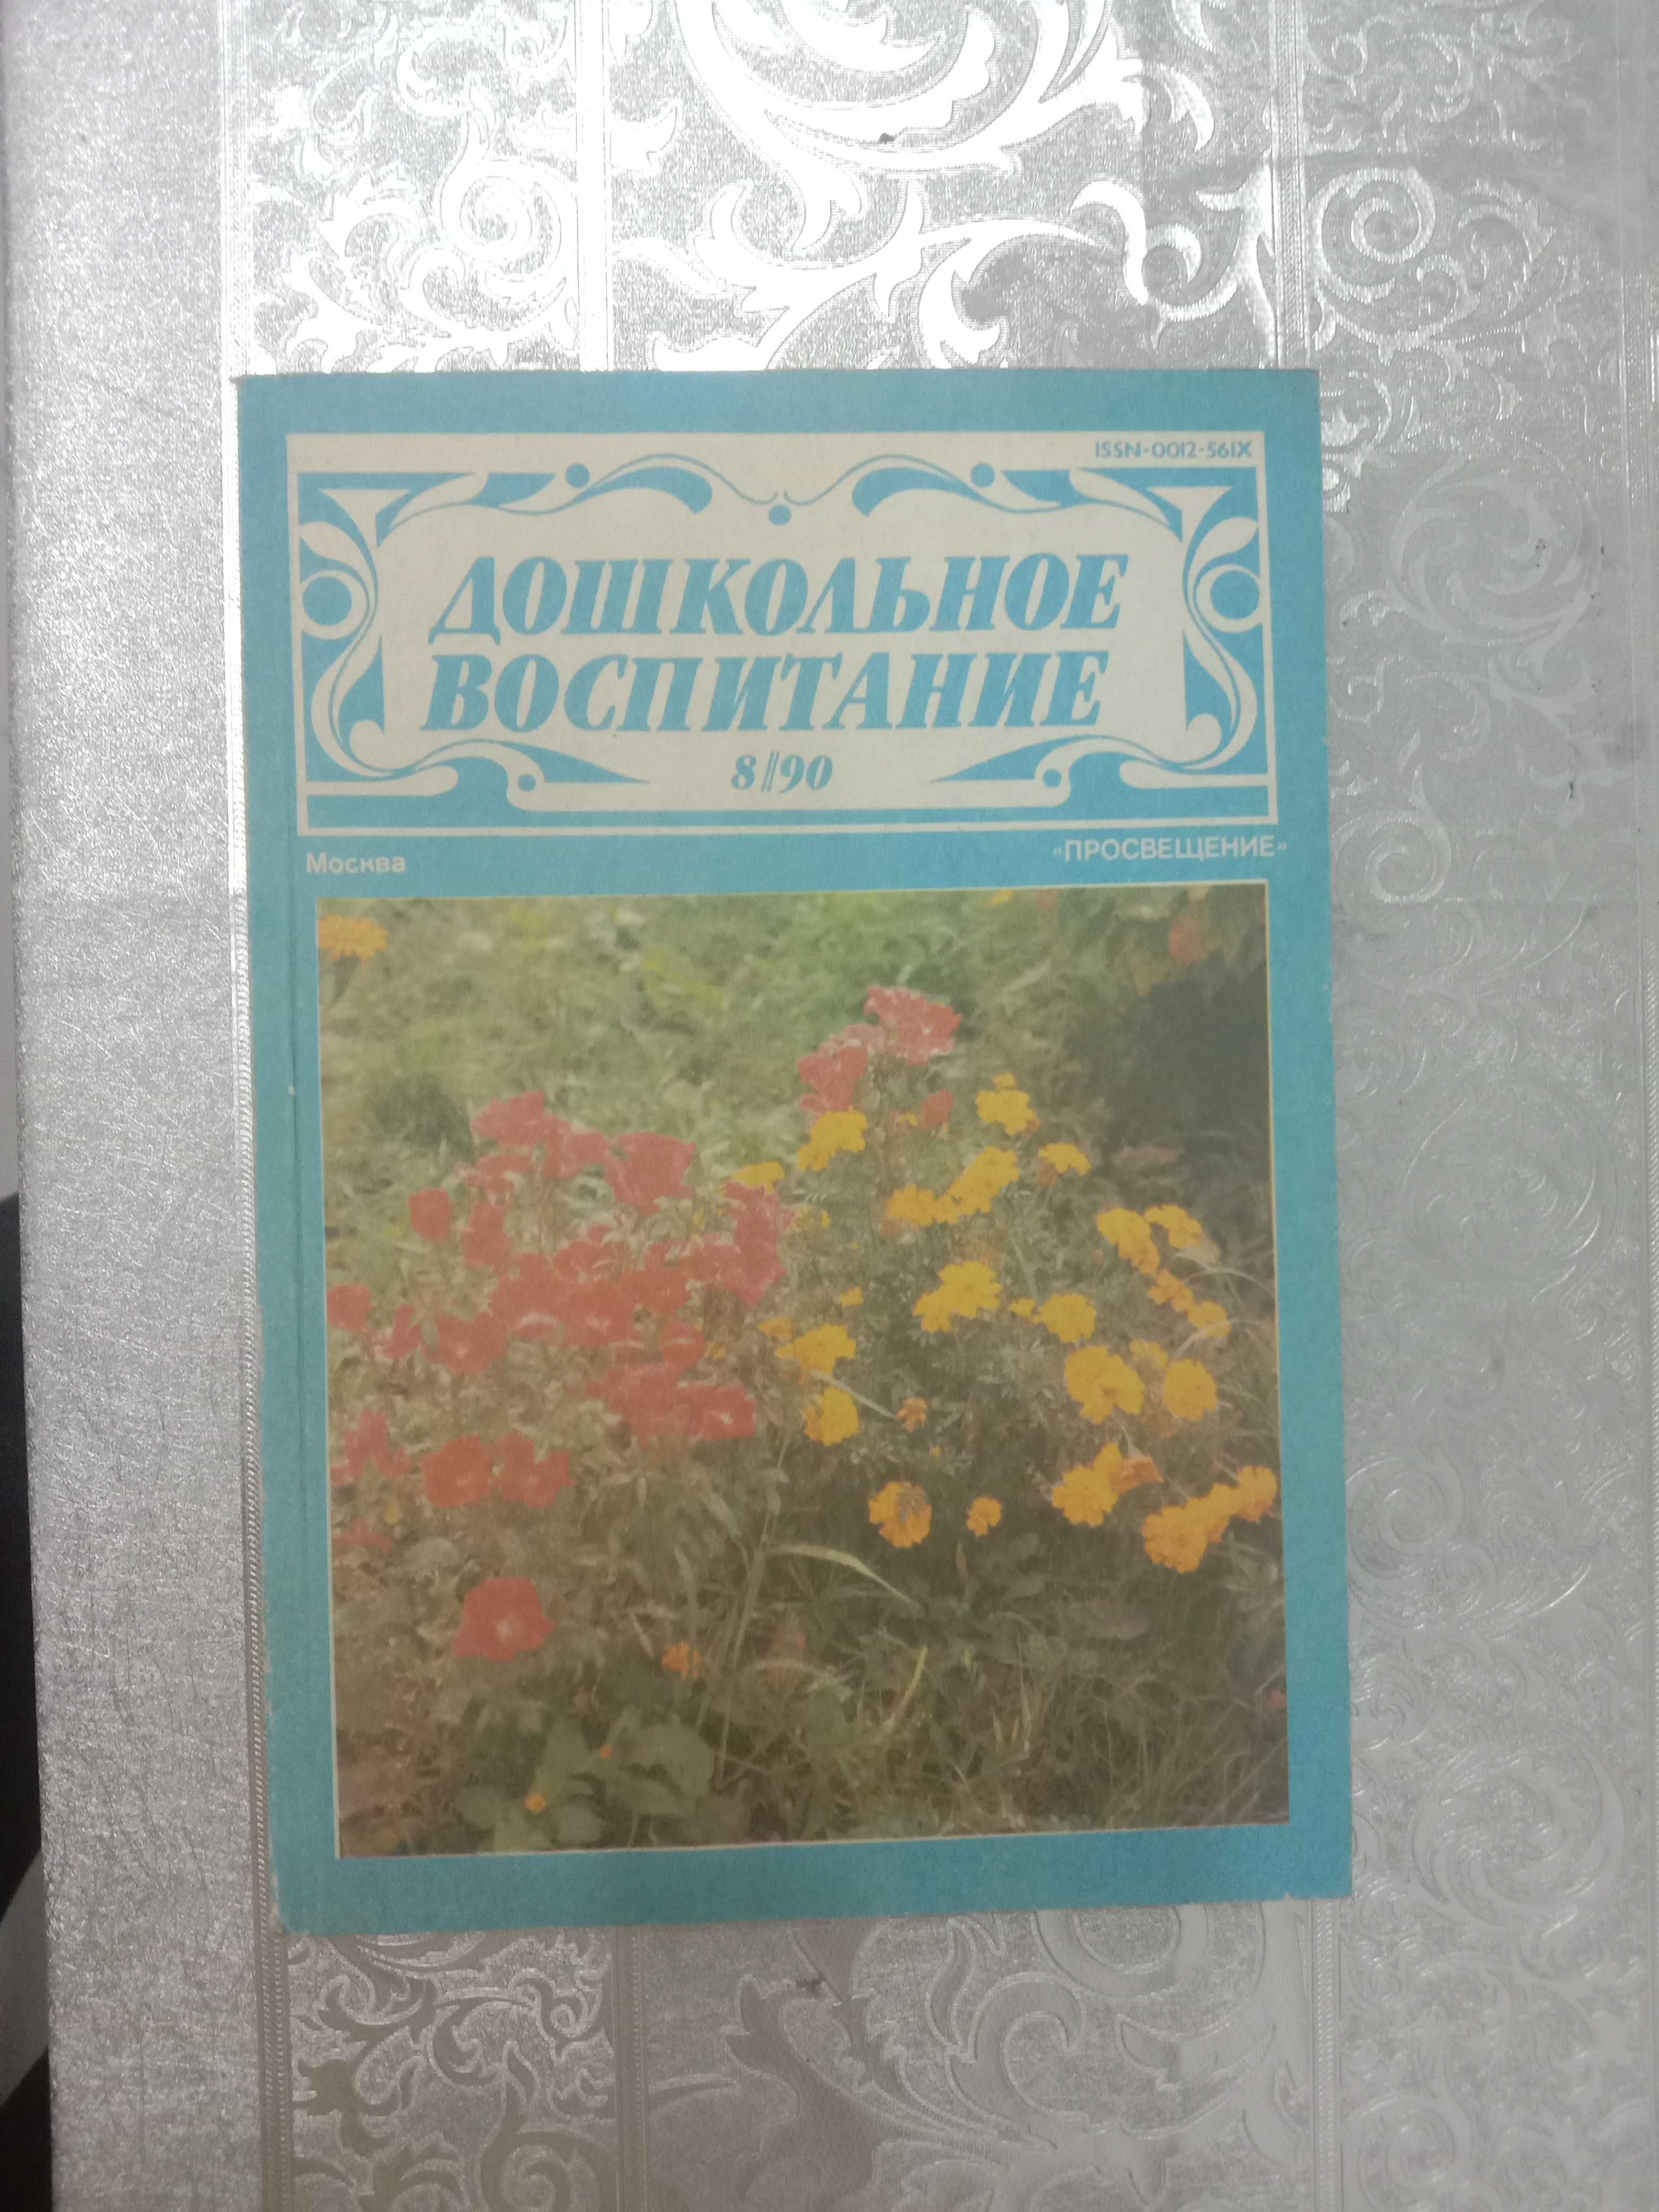 ISSN-0012-561X
ДОШКОЛЬНОЕ
ВОСПИТАНИЕ
8//90
Москва
«ПРОСВЕЩЕНИЕ»